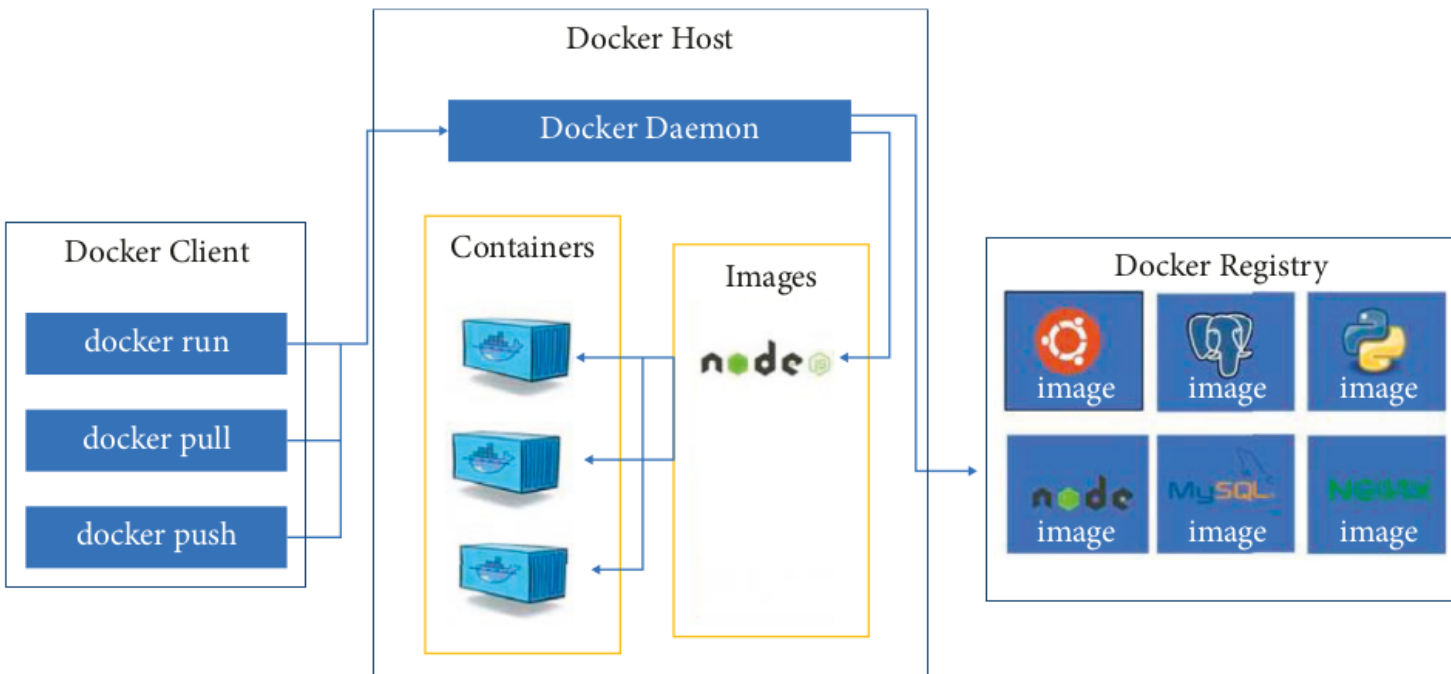 Docker Host
Docker Daemon
Docker Client
docker run
docker pull
docker push
Containers
Images
node
JS
Docker Registry
image
image
image
node
image
MySQL
image
image